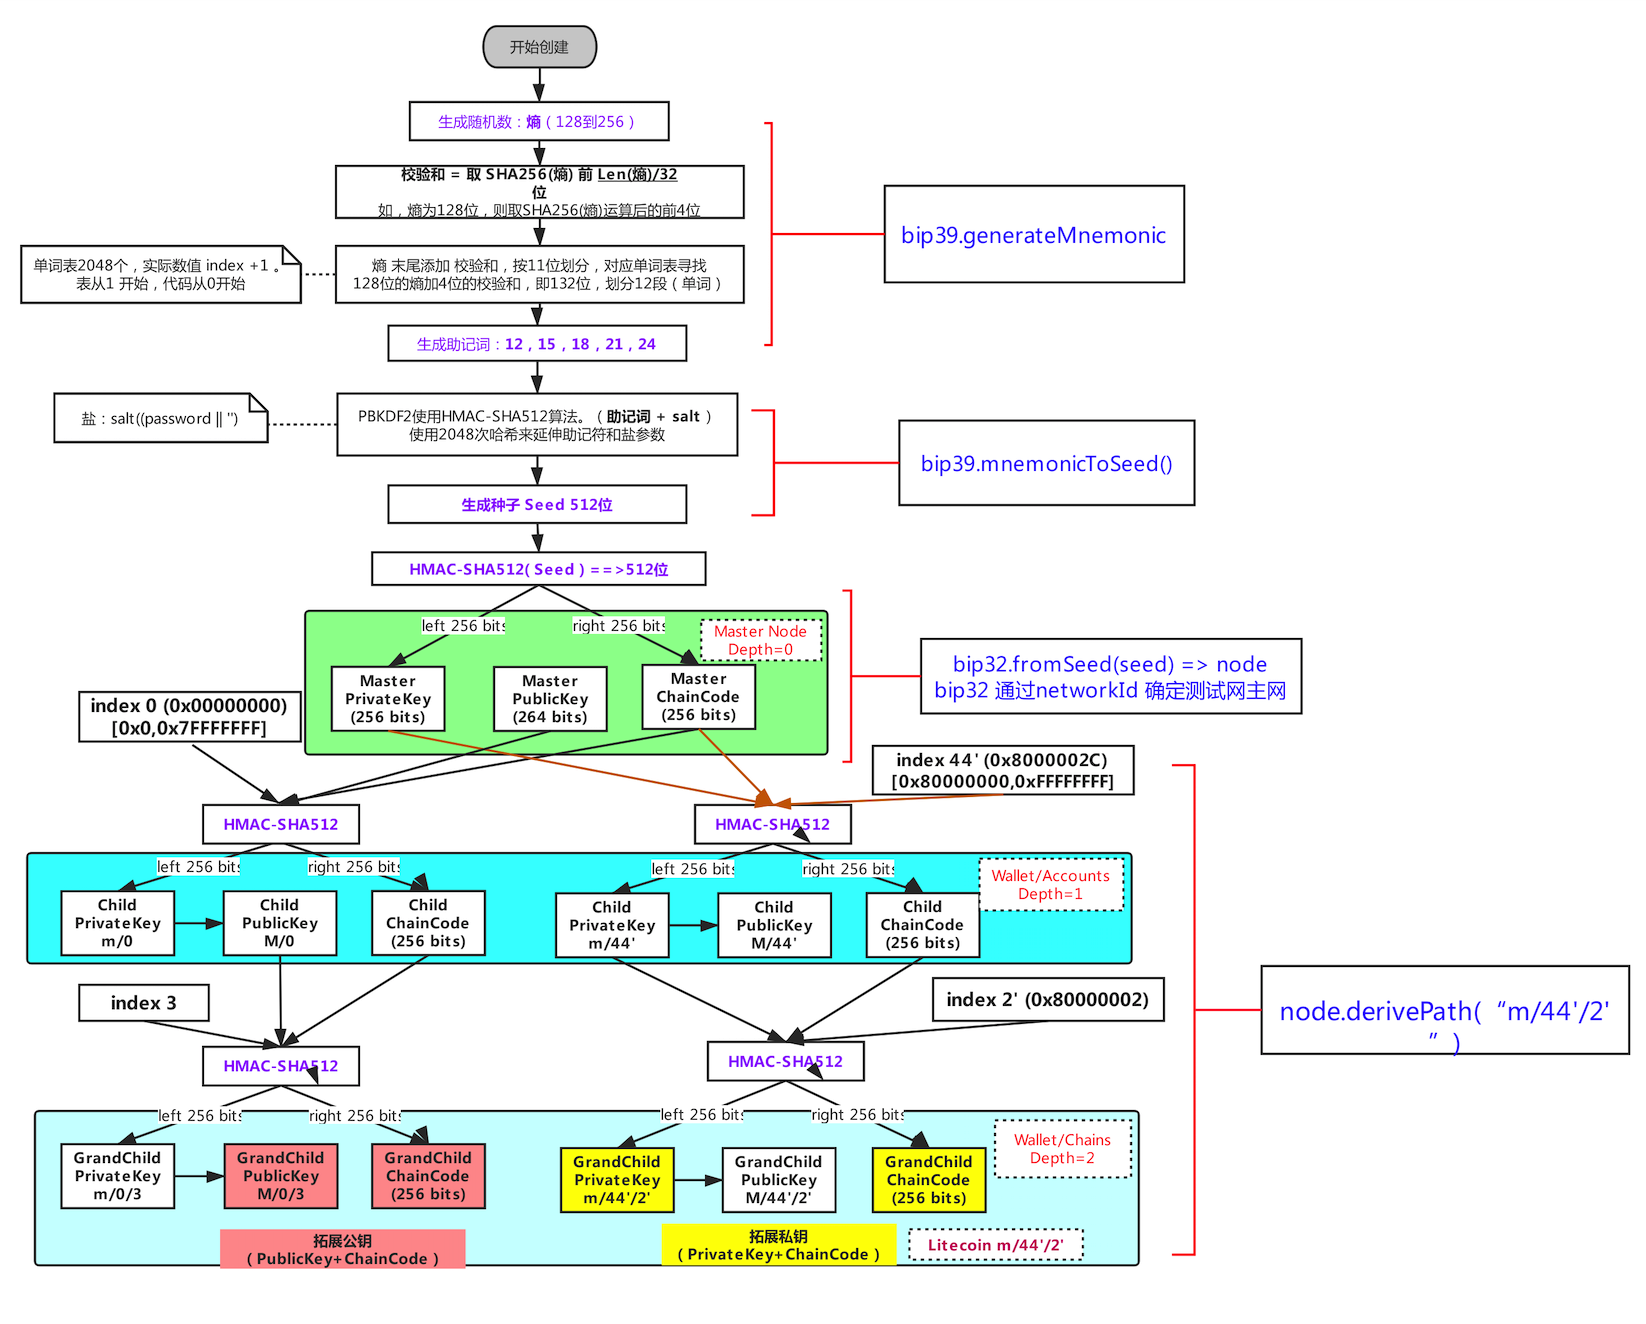 开始创建
生成随机数：熵（128到256）
校验和 = 取 SHA256(熵) 前 Len(熵)/32
位
如，熵为128位，则取SHA256(熵)运算后的前4位
bip39.generateMnemonic
单词表2048个，实际数值 index +1 。
表从1 开始，代码从0开始
熵 末尾添加 校验和，按11位划分，对应单词表寻找
128位的熵加4位的校验和，即132位，划分12段（单词）
生成助记词：12，15，18，21，24
盐：salt((password || '')
PBKDF2使用HMAC-SHA512算法。（助记词 + salt ）
使用2048次哈希来延伸助记符和盐参数
bip39.mnemonicToSeed()
生成种子 Seed 512位
HMAC-SHA512( Seed ) ==>512位
left 256 bits
right 256 bits
Master Node
Depth=0
Master
PrivateKey
(256 bits)
Master
PublicKey
(264 bits)
Master
ChainCode
(256 bits)
bip32.fromSeed(seed) => node
bip32 通过networkId 确定测试网主网
index 0 (0x00000000)
[0x0,0x7FFFFFFF]
index 44' (0x8000002C)
[0x80000000,0xFFFFFFFF]
HMAC-SHA512
HMAC-SHA512
left 256 bits
right 256 bits
left 256 bits
right 256 bits
Wallet/Accounts
Depth=1
Child
PrivateKey
m/0
Child
PublicKey
M/0
Child
ChainCode
(256 bits)
Child
PrivateKey
m/44'
Child
PublicKey
M/44'
Child
ChainCode
(256 bits)
index 3
index 2' (0x80000002)
node.derivePath( “m/44'/2'
” )
HMAC-SHA512
HMAC-SHA512
left 256 bits
right 256 bits
left 256 bits
right 256 bits
Wallet/Chains
Depth=2
GrandChild
PrivateKey
m/0/3
GrandChild
PublicKey
M/0/3
GrandChild
ChainCode
(256 bits)
GrandChild
PrivateKey
m/44'/2'
GrandChild
PublicKey
M/44'/2'
GrandChild
ChainCode
(256 bits)
拓展公钥
（ PublicKey+ChainCode ）
拓展私钥
（ PrivateKey+ChainCode ）
Litecoin m/44'/2'